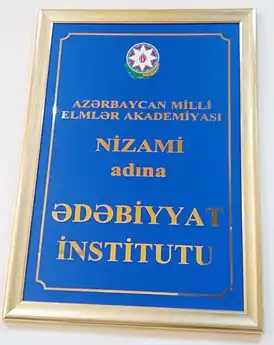 AZƏRBAYCAN MİLLİ
ELMLƏR AKADEMİYASI
NİZAMİ
adına
ƏDƏBİYYAT
İNSTİTUTU